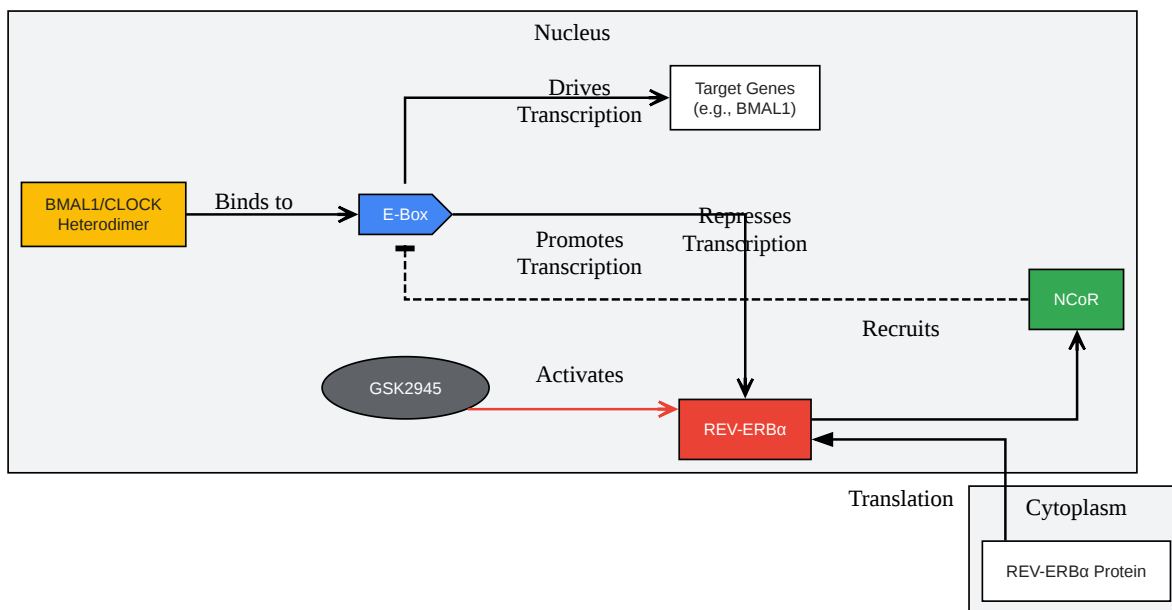 Nucleus
Drives
Transcription
Target Genes
(e.g., BMAL1)
BMAL1/CLOCK
Heterodimer
Binds to
E-Box
Represses
Transcription
Promotes
Transcription
NCoR
Recruits
GSK2945
Activates
REV-ERBα
Translation
Cytoplasm
REV-ERBα Protein